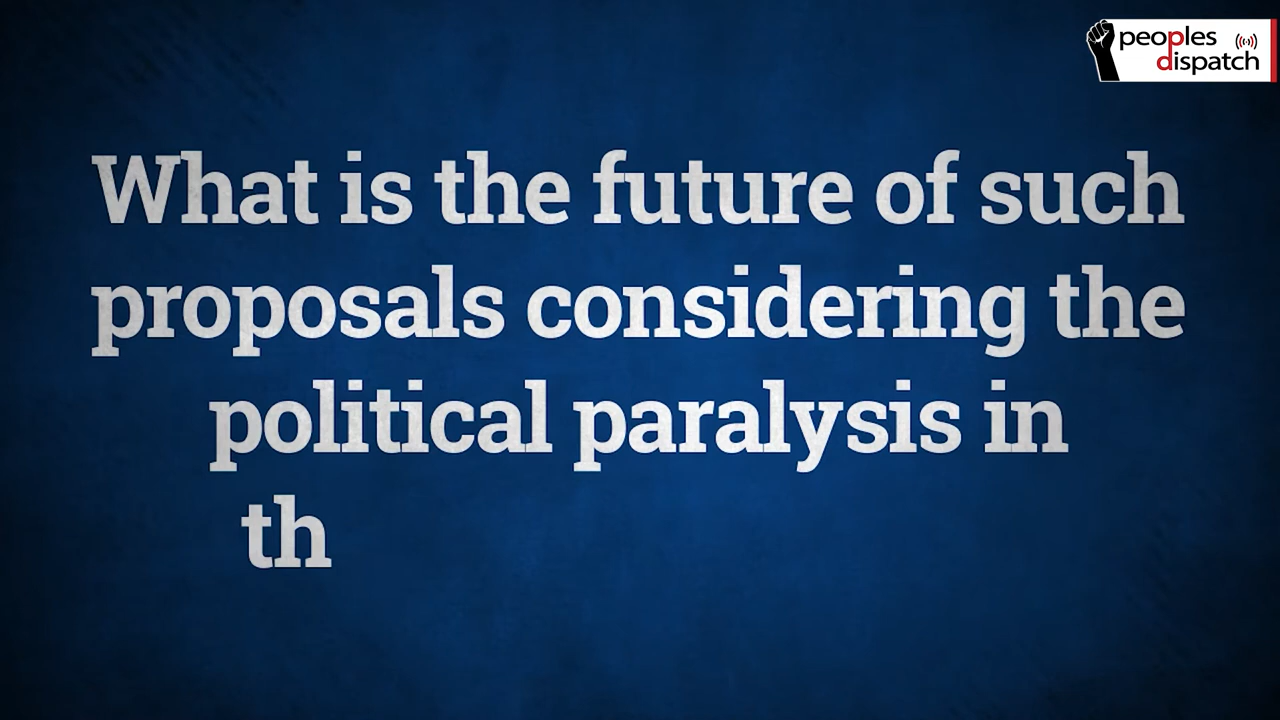 peoples
dispatch
What is the future of such
proposals considering the
political paralysis in
th